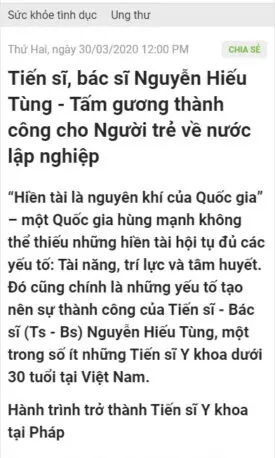 Sức khỏe tình dục Ung thư
Thứ Hai, ngày 30/03/2020 12:00 PM CHIA SẺ
Tiến sĩ, bác sĩ Nguyễn Hiếu
Tùng - Tấm gương thành
công cho Người trẻ về nước
lập nghiệp
“Hiền tài là nguyên khí của Quốc gia”
– một Quốc gia hùng mạnh không
thể thiếu những hiền tài hội tụ đủ các
yếu tố: Tài năng, trí lực và tâm huyết.
Đó cũng chính là những yếu tố tạo
nên sự thành công của Tiến sĩ - Bác
sĩ (Ts - Bs) Nguyễn Hiếu Tùng, một
trong số ít những Tiến sĩ Y khoa dưới
30 tuổi tại Việt Nam.
Hành trình trở thành Tiến sĩ Y khoa
tại Pháp